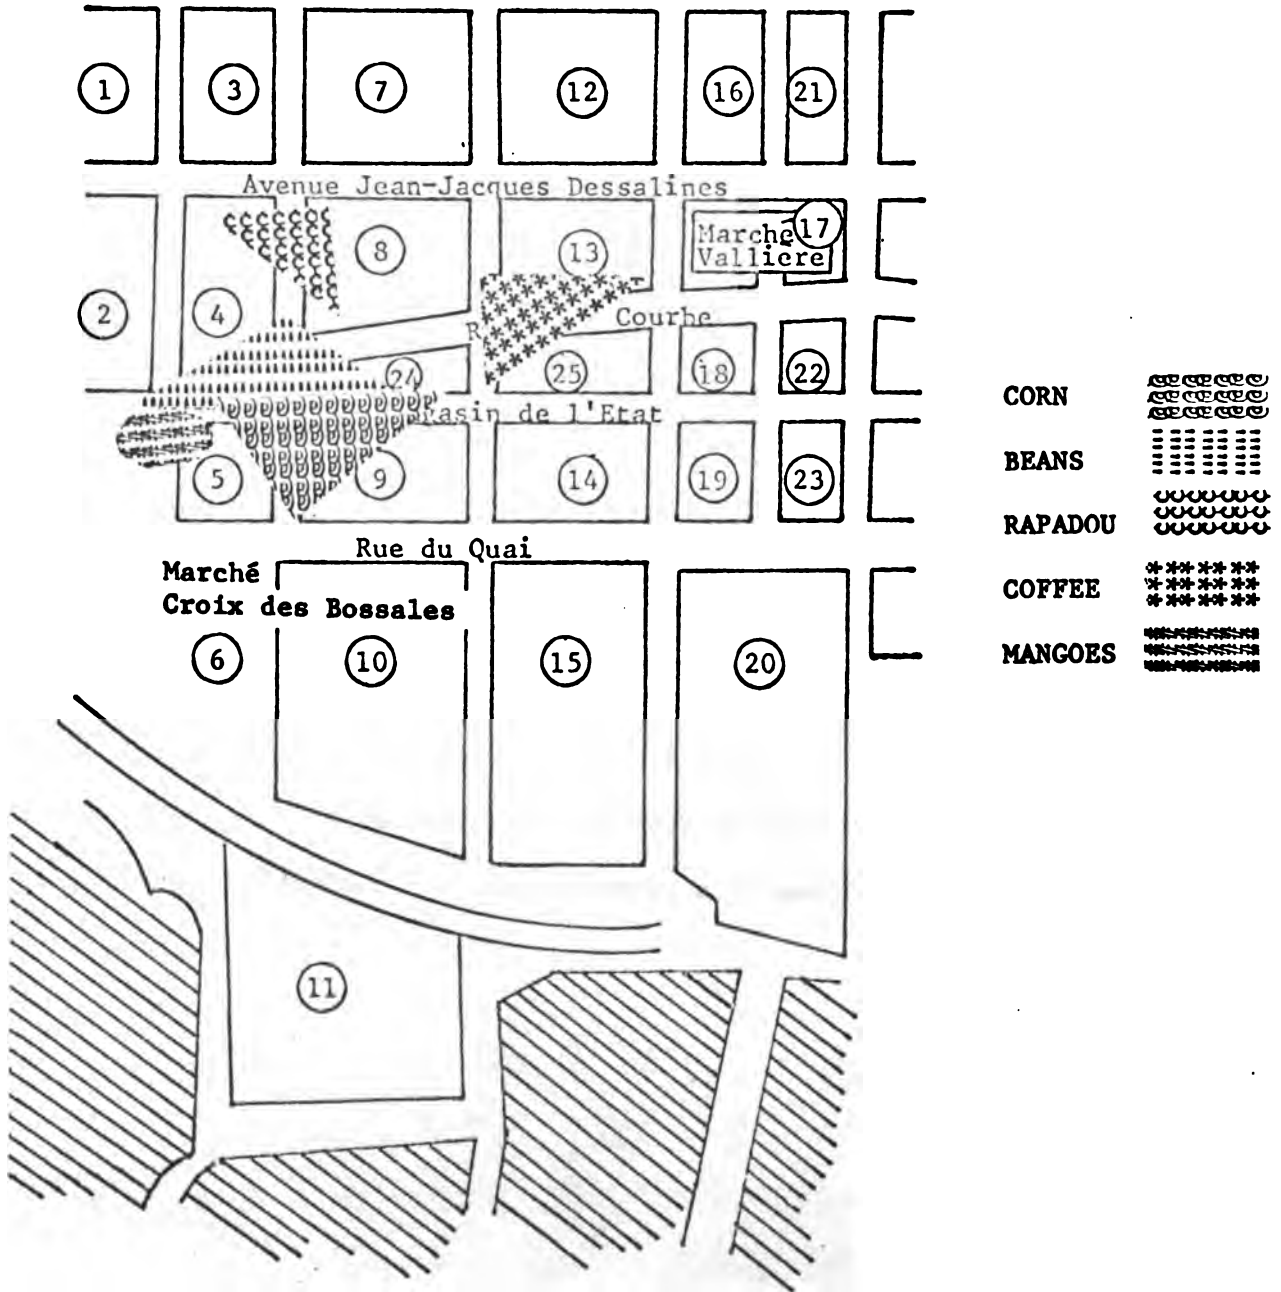 1 3 7 12 16 21
Avenue Jean-Jacques Dessalines
2 4 8 13 17
Marché
Valliere
Courbe
24 25 18 22
de l'Etat
5 9 14 19 23
Rue du Quai
Marché
Croix des Bossales
6 10 15 20
11
CORN
BEANS
RAPADOU
COFFEE
MANGOES